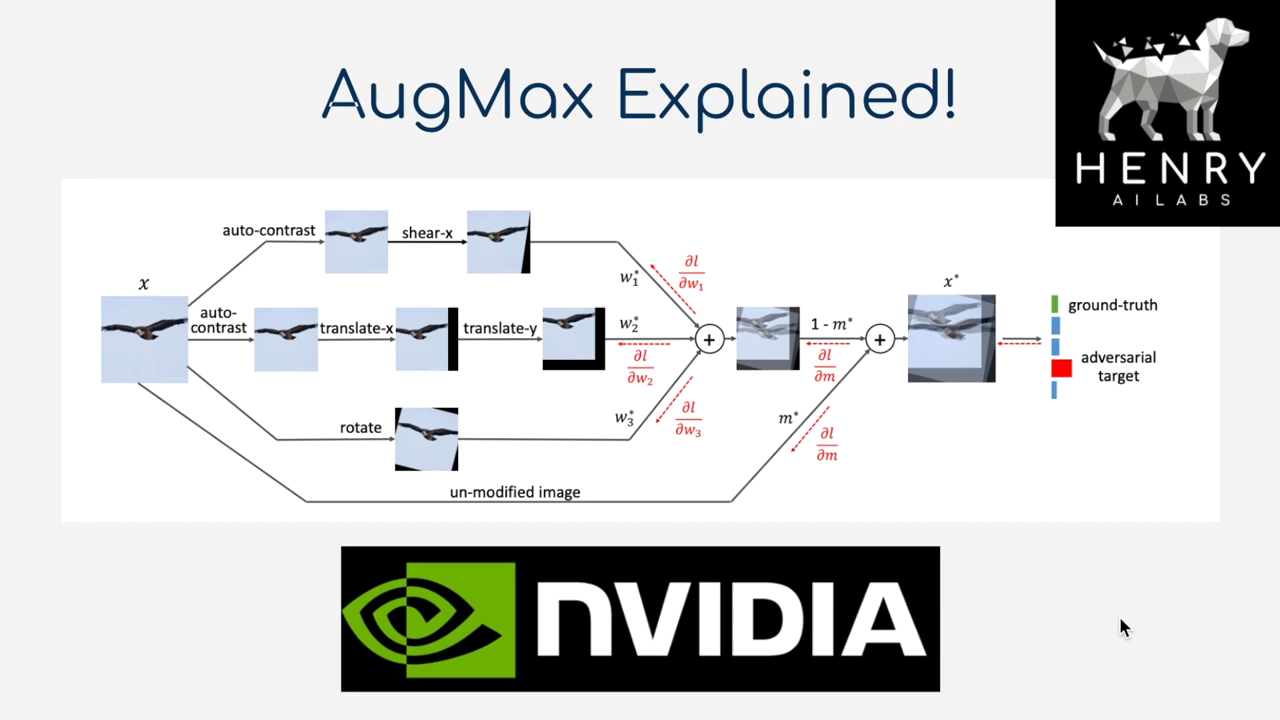 AugMax Explained!
HENRY
AI LABS
auto-contrast
shear-x
x
w₁*
∂l
∂w₁
x*
auto-
contrast
translate-x
translate-y
w₂*
∂l
∂w₂
+
1 - m*
∂l
∂m
+
ground-truth
adversarial
target
rotate
w₃*
∂l
∂w₃
m*
∂l
∂m
un-modified image
NVIDIA